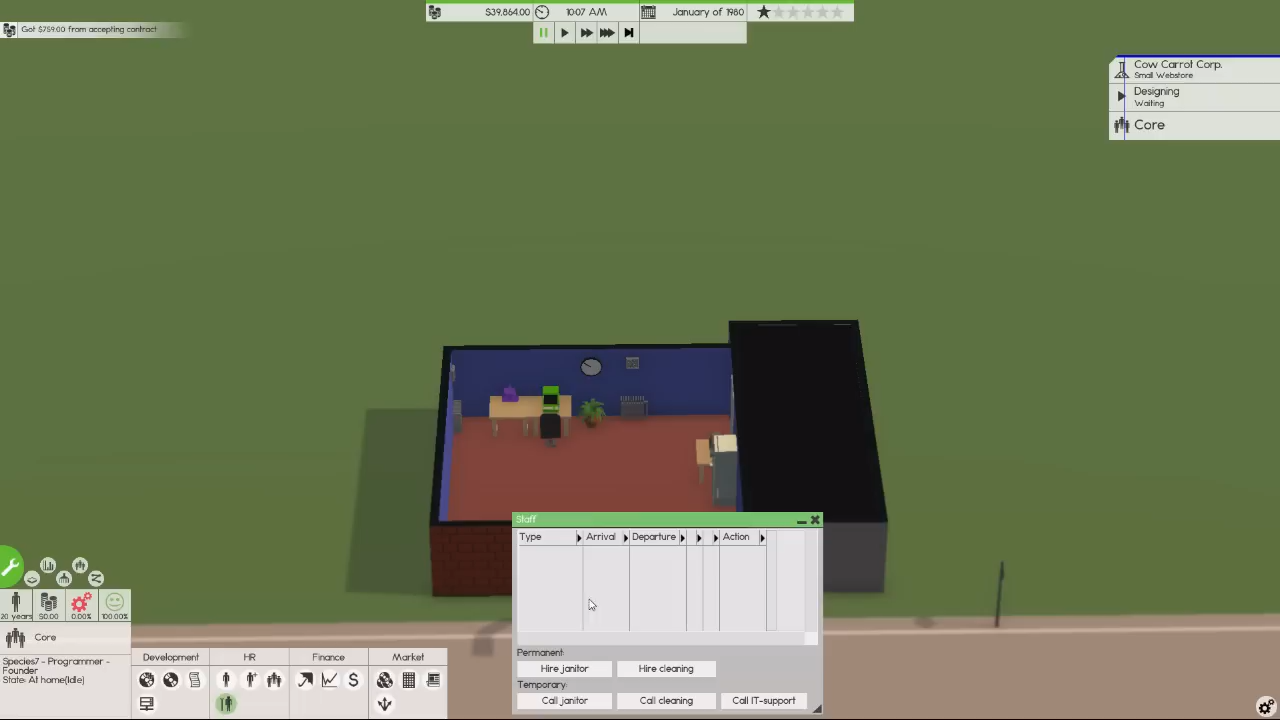 $39,864.00
10:07 AM
January of 1980
Got $759.00 from accepting contract
Cow Carrot Corp.
Small Webstore
Designing
Waiting
Core
Staff
Type
Arrival
Departure
Action
Permanent:
Hire janitor
Hire cleaning
Temporary:
Call janitor
Call cleaning
Call IT-support
20 years
$0.00
0.00%
100.00%
Core
Species7 - Programmer -
Founder
State: At home(Idle)
Development
HR
Finance
Market